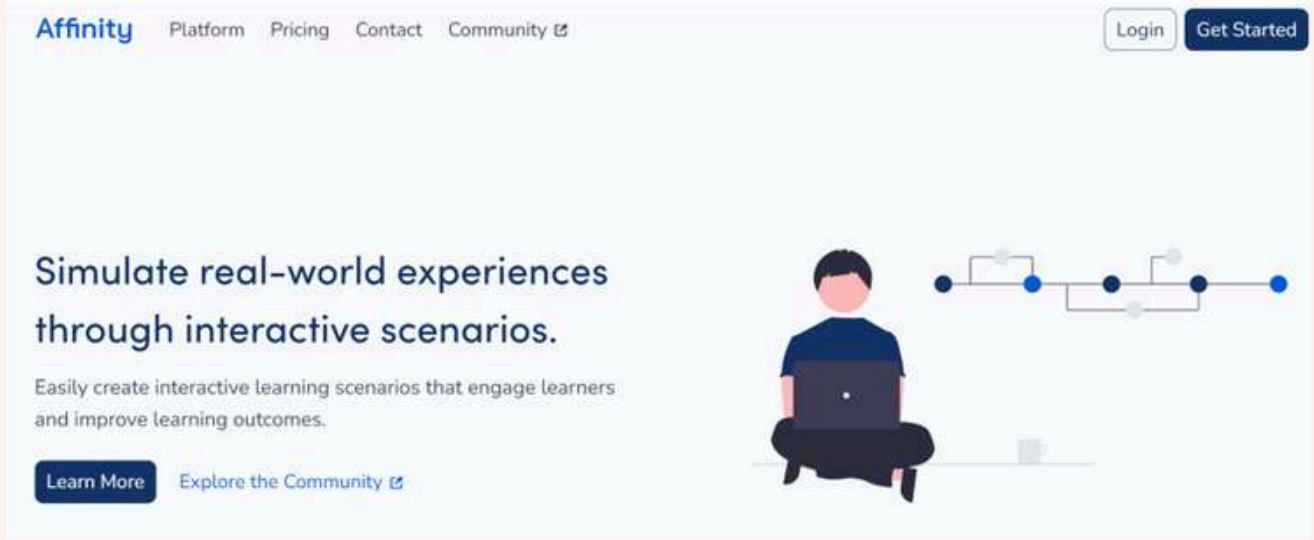 Affinity Platform Pricing Contact Community Login Get Started
Simulate real-world experiences
through interactive scenarios.
Easily create interactive learning scenarios that engage learners
and improve learning outcomes.
Learn More Explore the Community